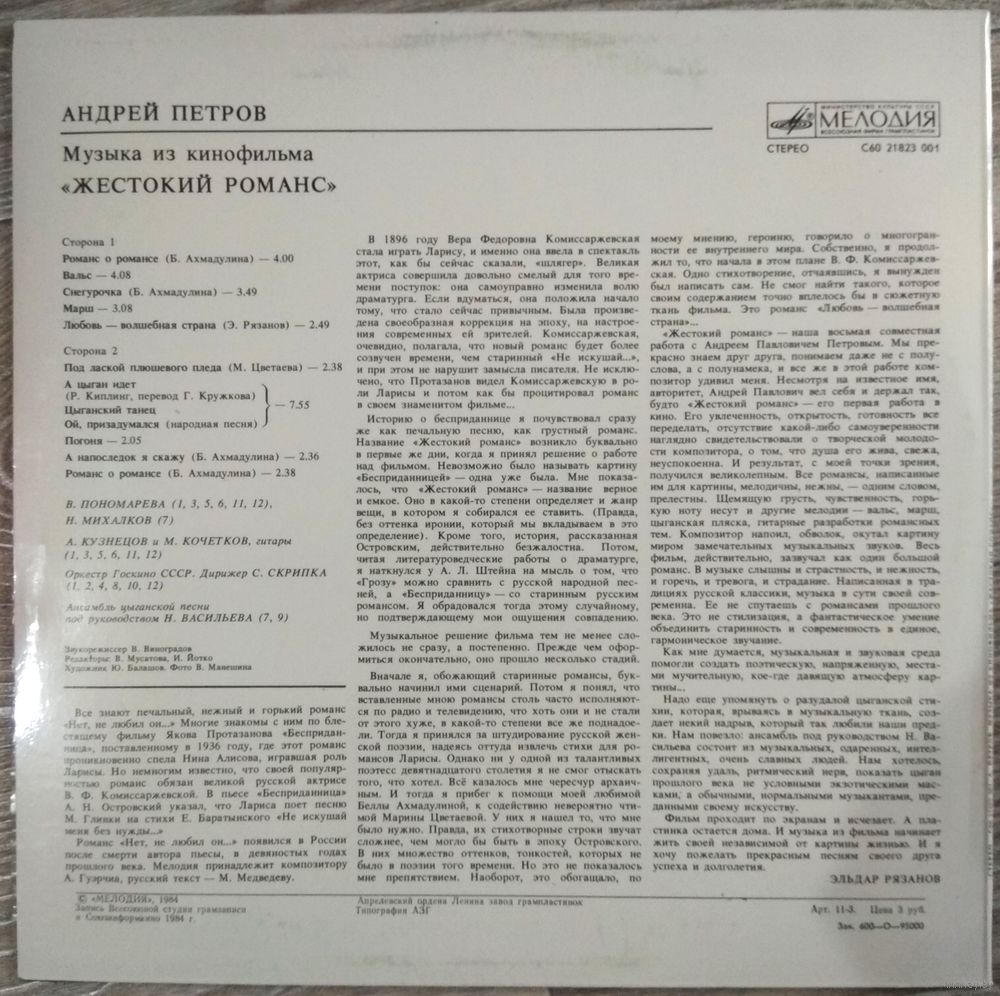 АНДРЕЙ ПЕТРОВ
Музыка из кинофильма
«ЖЕСТОКИЙ РОМАНС»
МИНИСТЕРСТВО КУЛЬТУРЫ СССР
МЕЛОДИЯ
ВСЕСОЮЗНАЯ ФИРМА ГРАМПЛАСТИНОК
СТЕРЕО С60 21823 001
Сторона 1
Романс о романсе (Б. Ахмадулина) — 4.00
Вальс — 4.08
Снегурочка (Б. Ахмадулина) — 3.49
Марш — 3.08
Любовь — волшебная страна (Э. Рязанов) — 2.49
Сторона 2
Под лаской плюшевого пледа (М. Цветаева) — 2.38
А цыган идет
(Р. Киплинг, перевод Г. Кружкова)
Цыганский танец — 7.55
Ой, призадумался (народная песня)
Погоня — 2.05
А напоследок я скажу (Б. Ахмадулина) — 2.36
Романс о романсе (Б. Ахмадулина) — 2.38
В. ПОНОМАРЕВА (1, 3, 5, 6, 11, 12),
Н. МИХАЛКОВ (7)
А. КУЗНЕЦОВ и М. КОЧЕТКОВ, гитары
(1, 3, 5, 6, 11, 12)
Оркестр Госкино СССР. Дирижер С. СКРИПКА
(1, 2, 4, 8, 10, 12)
Ансамбль цыганской песни
под руководством Н. ВАСИЛЬЕВА (7, 9)
Звукорежиссер В. Виноградов
Редакторы: В. Мусатова, И. Йотко
Художник Ю. Балашов. Фото В. Манешина
Все знают печальный, нежный и горький романс
«Нет, не любил он...» Многие знакомы с ним по бле-
стящему фильму Якова Протазанова «Бесприден-
ница», поставленному в 1936 году, где этот романс
проникновенно спела Нина Алисова, игравшая роль
Ларисы. Но немногим известно, что своей популяр-
ностью романс обязан великой русской актрисе
В. Ф. Комиссаржевской. В пьесе «Бесприданница»
А. Н. Островский указал, что Лариса поет песню
М. Глинки на стихи Е. Баратынского «Не искушай
меня без нужды...»
Романс «Нет, не любил он...» появился в России
после смерти автора пьесы, в девяностых годах
прошлого века. Мелодия принадлежит композитору
А. Гуэрчиа, русский текст — М. Медведеву.
В 1896 году Вера Федоровна Комиссаржевская
стала играть Ларису, и именно она ввела в спектакль
этот, как бы сейчас сказали, «шлягер». Великая
актриса совершила довольно смелый для того вре-
мени поступок: она самоуправно изменила волю
драматурга. Если вдуматься, она положила начало
тому, что стало сейчас привычным. Была произве-
дена своеобразная коррекция на эпоху, на настрое-
ния современных ей зрителей. Комиссаржевская,
очевидно, полагала, что новый романс будет более
созвучен времени, чем старинный «Не искушай...»,
и при этом не нарушит замысла писателя. Не исклю-
чено, что Протазанов видел Комиссаржевскую в ро-
ли Ларисы и потом как бы процитировал романс
в своем знаменитом фильме...
Историю о бесприданнице я почувствовал сразу
же как печальную песню, как грустный романс.
Название «Жестокий романс» возникло буквально
в первые же дни, когда я принял решение о работе
над фильмом. Невозможно было называть картину
«Бесприданницей» — одна уже была. Мне показа-
лось, что «Жестокий романс» — название верное
и емкое. Оно в какой-то степени определяет и жанр
вещи, в котором я собирался ее ставить. (Правда,
без оттенка иронии, который мы вкладываем в это
определение). Кроме того, история, рассказанная
Островским, действительно безжалостна. Потом,
читая литературоведческие работы о драматурге,
я наткнулся у А. Л. Штейна на мысль о том, что
«Грозу» можно сравнить с русской народной пес-
ней, а «Бесприданницу» — со старинным русским
романсом. Я обрадовался тогда этому случайному,
но подтверждающему мои ощущения совпадению.
Музыкальное решение фильма тем не менее сло-
жилось не сразу, а постепенно. Прежде чем офор-
миться окончательно, оно прошло несколько стадий.
Вначале я, обожающий старинные романсы, бук-
вально начинил ими сценарий. Потом я понял, что
вставленные мною романсы столь часто исполняют-
ся по радио и телевидению, что хоть они и не стали
от этого хуже, в какой-то степени все же поднадое-
ли. Тогда я принялся за штудирование русской жен-
ской поэзии, надеясь оттуда извлечь стихи для ро-
мансов Ларисы. Однако ни у одной из талантливых
поэтесс девятнадцатого столетия я не смог отыскать
того, что хотел. Всё казалось мне чересчур архаич-
ным. И тогда я прибег к помощи моей любимой
Беллы Ахмадулиной, к содействию невероятно чти-
мой Марины Цветаевой. У них я нашел то, что мне
было нужно. Правда, их стихотворные строки звучат
сложнее, чем могло бы быть в эпоху Островского.
В них множество оттенков, тонкостей, которых не
было в поэзии того времени. Но это не показалось
мне препятствием. Наоборот, это обогащало, по
моему мнению, героиню, говорило о многогран-
ности ее внутреннего мира. Собственно, я продол-
жил то, что начала в этом плане В. Ф. Комиссаржев-
ская. Одно стихотворение, отчаявшись, я вынужден
был написать сам. Не смог найти такого, которое
своим содержанием точно вплелось бы в сюжетную
ткань фильма. Это романс «Любовь — волшебная
страна»...
«Жестокий романс» — наша восьмая совместная
работа с Андреем Павловичем Петровым. Мы пре-
красно знаем друг друга, понимаем даже не с полу-
слова, а с полунамека, и все же в этой работе ком-
позитор удивил меня. Несмотря на известное имя,
авторитет, Андрей Павлович вел себя и держал так,
будто «Жестокий романс» — его первая работа в
кино. Его увлеченность, открытость, готовность все
переделать, отсутствие какой-либо самоуверенности
наглядно свидетельствовали о творческой молодо-
сти композитора, о том, что душа его жива, свежа,
неуспокоенна. И результат, с моей точки зрения,
получился великолепным. Все романсы, написанные
им для картины, мелодичны, нежны, — одним словом,
прелестны. Щемящую грусть, чувственность, горь-
кую ноту несут и другие мелодии — вальс, марш,
цыганская пляска, гитарные разработки романсных
тем. Композитор напоил, обволок, окутал картину
миром замечательных музыкальных звуков. Весь
фильм, действительно, зазвучал как один большой
романс. В музыке слышны и страстность, и нежность,
и горечь, и тревога, и страдание. Написанная в тра-
дициях русской классики, музыка в сути своей сов-
ременна. Ее не спутаешь с романсами прошлого
века. Это не стилизация, а фантастическое умение
объединить старинность и современность в единое,
гармоническое звучание.
Как мне думается, музыкальная и звуковая среда
помогли создать поэтическую, напряженную, места-
ми мучительную, кое-где давящую атмосферу кар-
тины...
Надо еще упомянуть о разудалой цыганской сти-
хии, которая, врываясь в музыкальную ткань, соз-
дает некий надрыв, который так любили наши пред-
ки. Нам повезло: ансамбль под руководством Н. Ва-
сильева состоит из музыкальных, одаренных, интел-
лигентных, очень славных людей. Нам хотелось,
сохраняя удаль, ритмический нерв, показать цыган
прошлого века не условными экзотическими мас-
ками, а обычными, нормальными музыкантами, пре-
данными своему искусству.
Фильм проходит по экранам и исчезает. А пла-
стинка остается дома. И музыка из фильма начинает
жить своей независимой от картины жизнью. И я
хочу пожелать прекрасным песням своего друга
успеха и долголетия.
ЭЛЬДАР РЯЗАНОВ
© «МЕЛОДИЯ», 1984
Запись Всесоюзной студии грамзаписи
и Совинформкино 1984 г.
Апрелевский ордена Ленина завод грампластинок
Типография АЗГ
Арт. 11-3. Цена 3 руб.
Зак. 600—О—95000